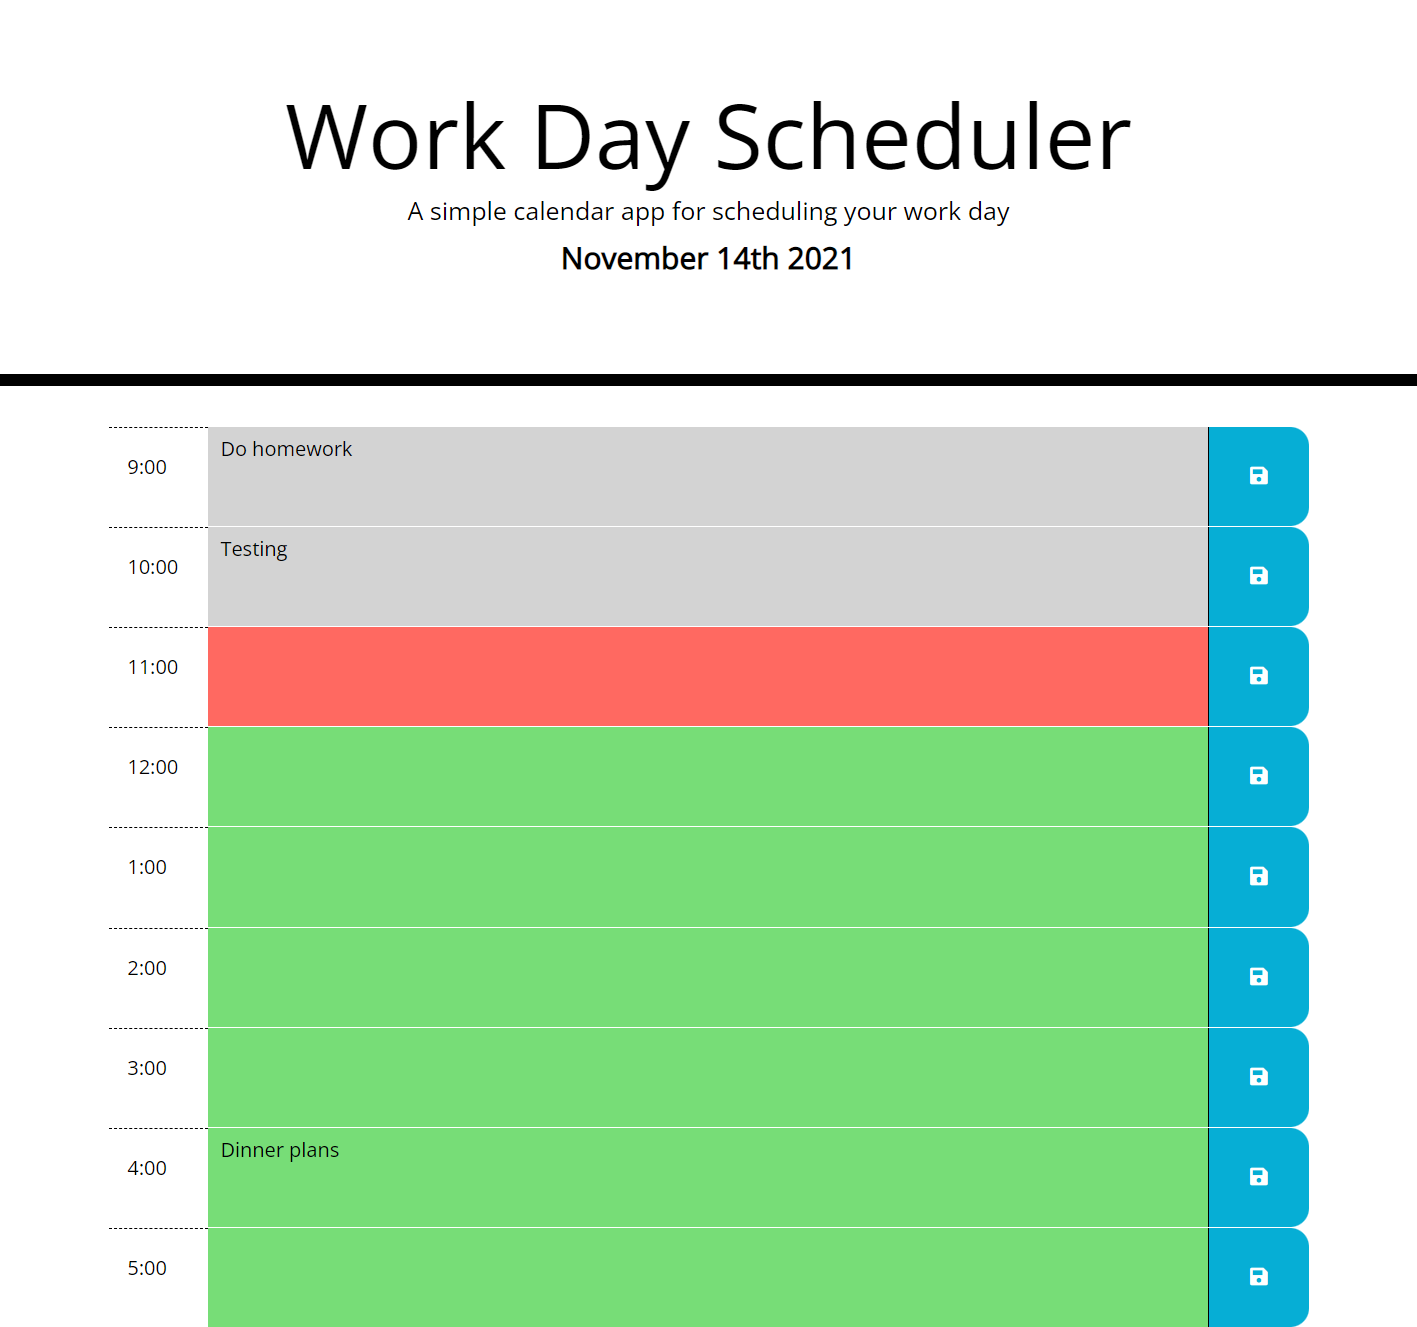 Work Day Scheduler
A simple calendar app for scheduling your work day
November 14th 2021
9:00
Do homework
10:00
Testing
11:00
12:00
1:00
2:00
3:00
4:00
Dinner plans
5:00